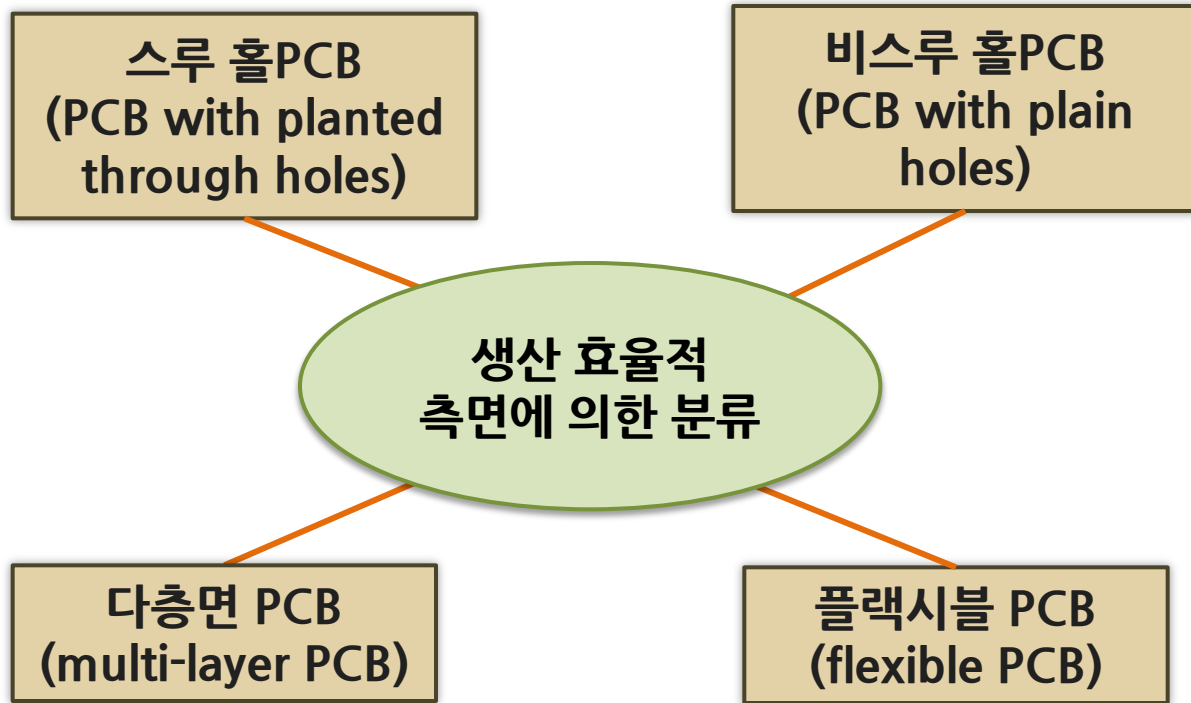 스루 홀PCB
(PCB with planted
through holes)
비스루 홀PCB
(PCB with plain
holes)
생산 효율적
측면에 의한 분류
다층면 PCB
(multi-layer PCB)
플랙시블 PCB
(flexible PCB)